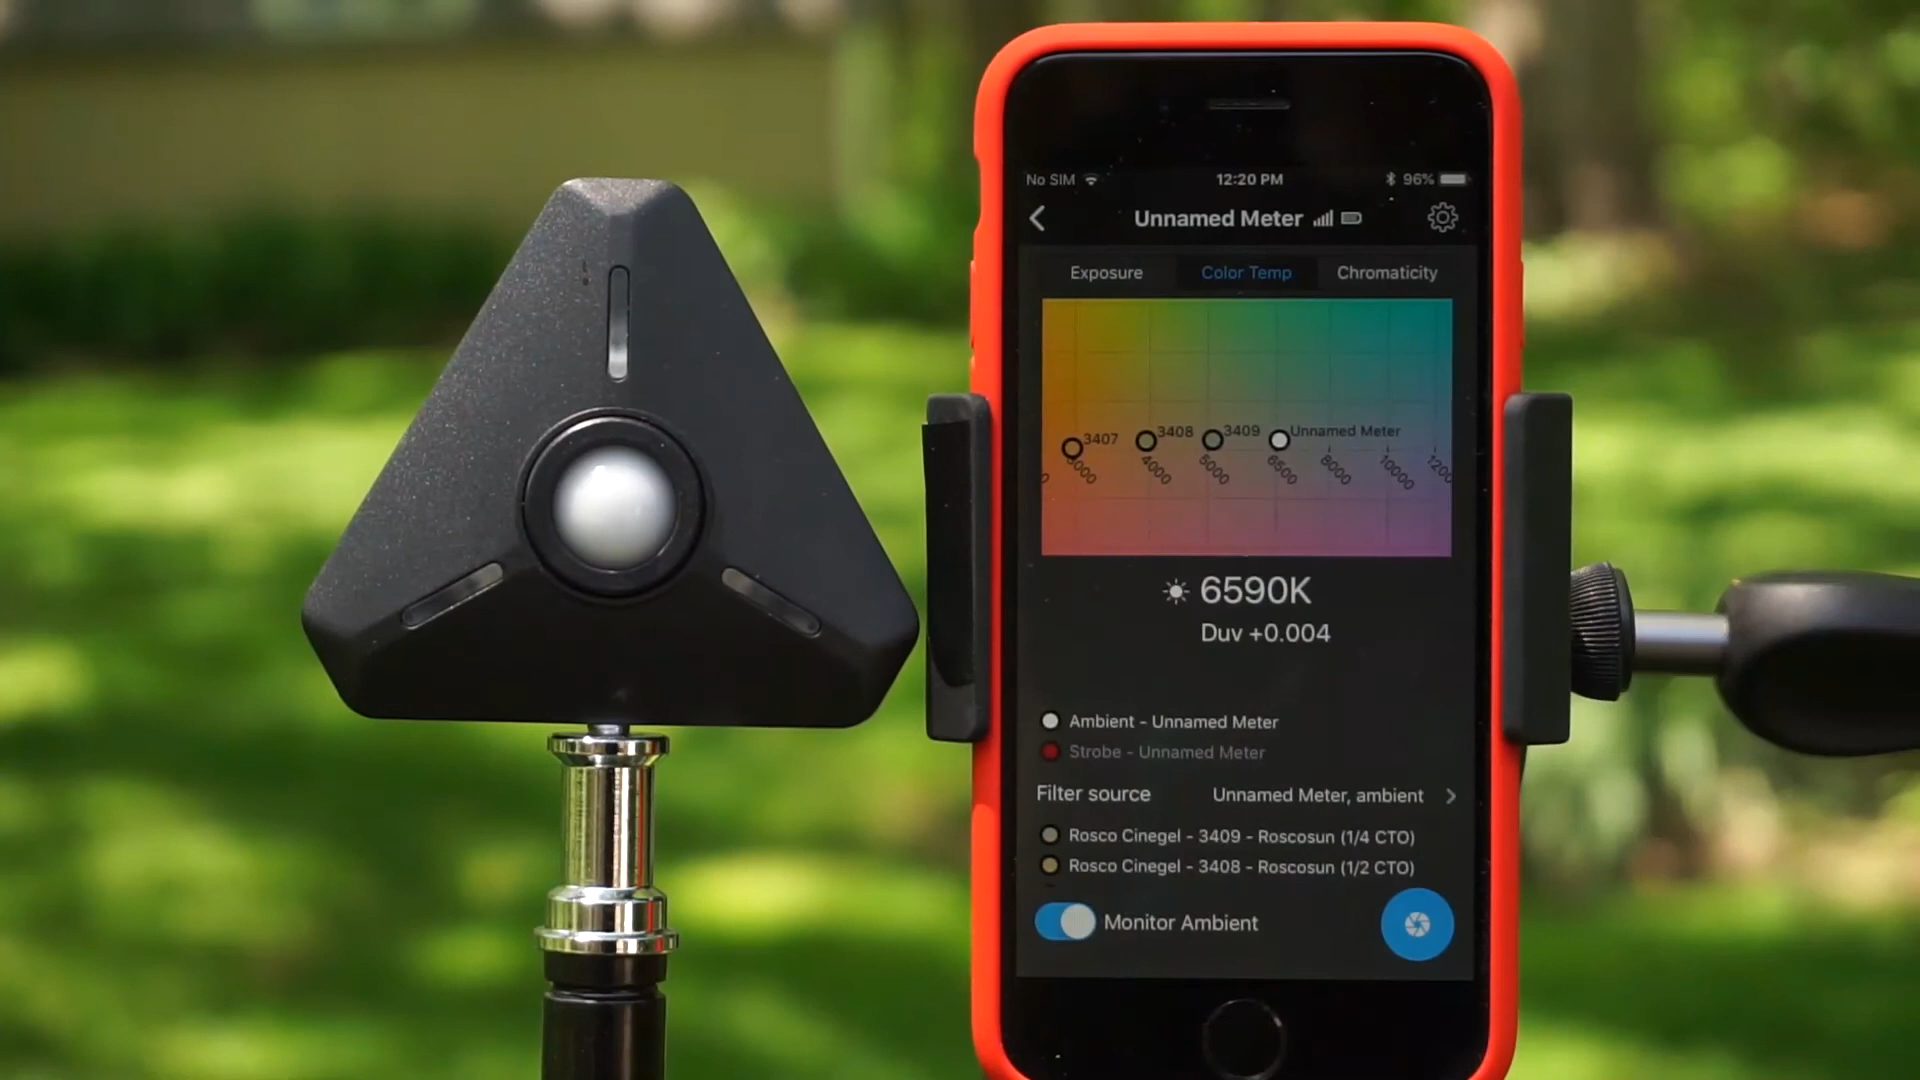 No SIM 12:20 PM 96%
Unnamed Meter
Exposure Color Temp Chromaticity
3407 3408 3409 Unnamed Meter
3000 4000 5000 6500 8000 10000
6590K
Duv +0.004
Ambient - Unnamed Meter
Strobe - Unnamed Meter
Filter source Unnamed Meter, ambient
Rosco Cinegel - 3409 - Roscosun (1/4 CTO)
Rosco Cinegel - 3408 - Roscosun (1/2 CTO)
Monitor Ambient